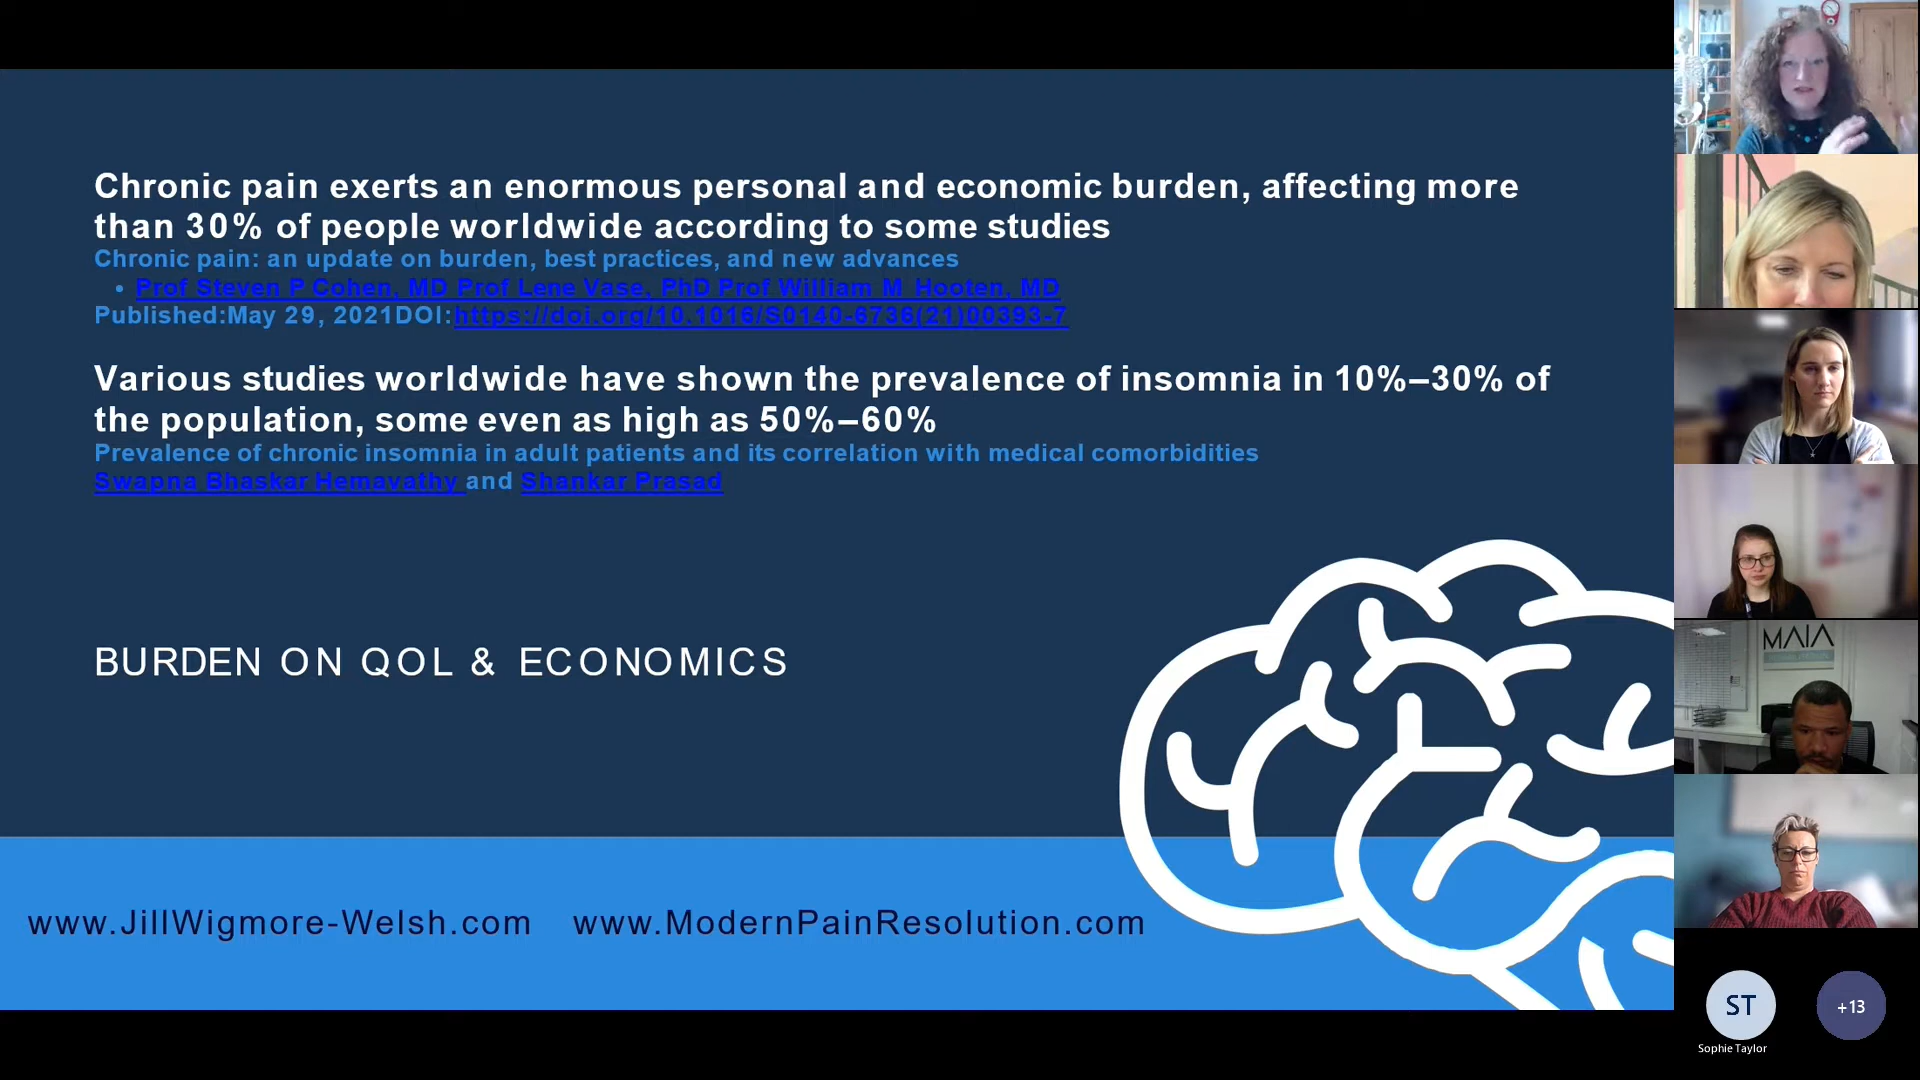 Chronic pain exerts an enormous personal and economic burden, affecting more
than 30% of people worldwide according to some studies
Chronic pain: an update on burden, best practices, and new advances
• Prof Steven P Cohen, MD Prof Lene Vase, PhD Prof William M Hooten, MD
Published:May 29, 2021DOI:https://doi.org/10.1016/S0140-6736(21)00393-7
Various studies worldwide have shown the prevalence of insomnia in 10%–30% of
the population, some even as high as 50%–60%
Prevalence of chronic insomnia in adult patients and its correlation with medical comorbidities
Swapna Bhaskar Hemavathy and Shankar Prasad
BURDEN ON QOL & ECONOMICS
www.JillWigmore-Welsh.com www.ModernPainResolution.com
MAIA
ST
+13
Sophie Taylor